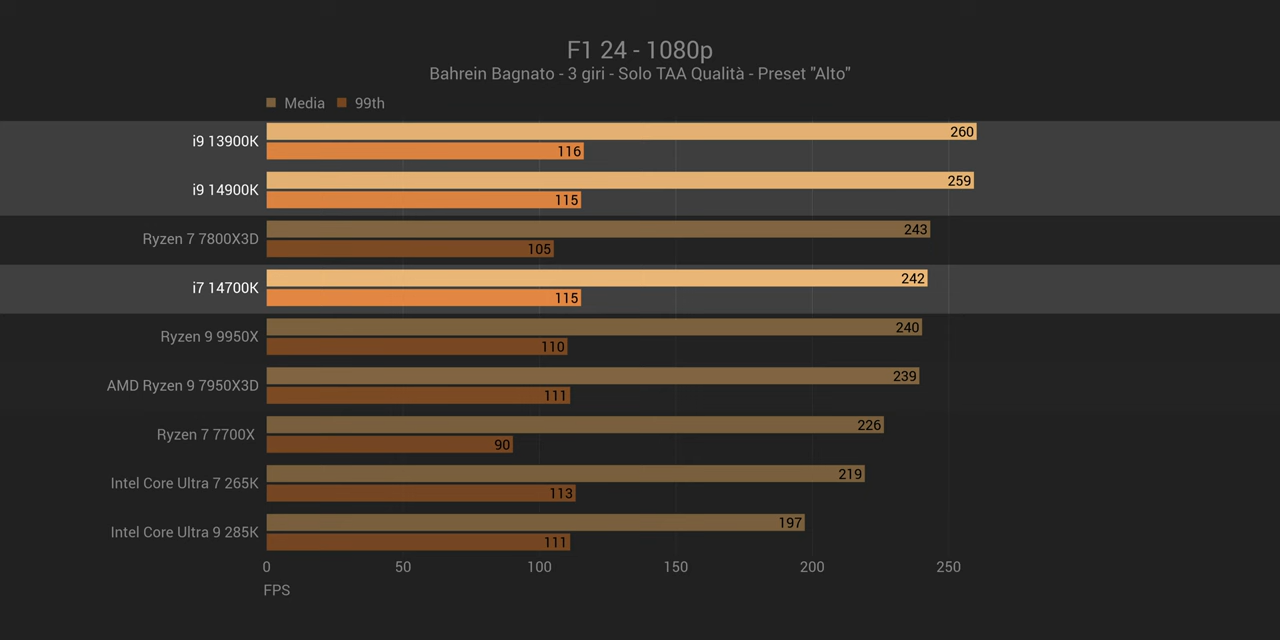 F1 24 - 1080p
Bahrein Bagnato - 3 giri - Solo TAA Qualità - Preset "Alto"
Media 99th
i9 13900K 260
116
i9 14900K 259
115
Ryzen 7 7800X3D 243
105
i7 14700K 242
115
Ryzen 9 9950X 240
110
AMD Ryzen 9 7950X3D 239
111
Ryzen 7 7700X 226
90
Intel Core Ultra 7 265K 219
113
Intel Core Ultra 9 285K 197
111
0 50 100 150 200 250
FPS